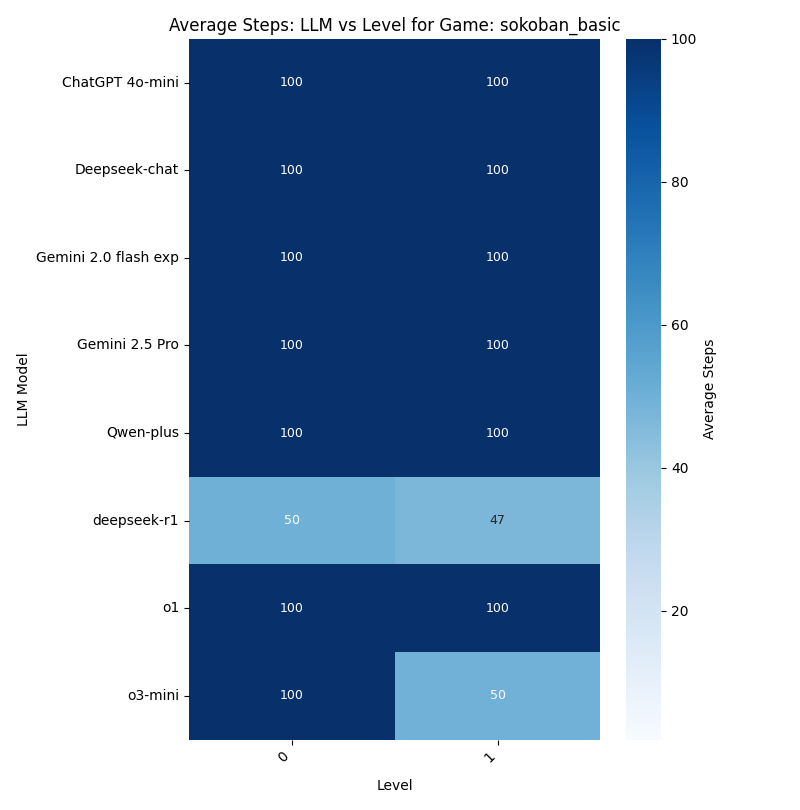 Average Steps: LLM vs Level for Game: sokoban_basic
LLM Model
ChatGPT 4o-mini 100 100
Deepseek-chat 100 100
Gemini 2.0 flash exp 100 100
Gemini 2.5 Pro 100 100
Qwen-plus 100 100
deepseek-r1 50 47
o1 100 100
o3-mini 100 50
0 1
Level
100
80
60
40
20
Average Steps